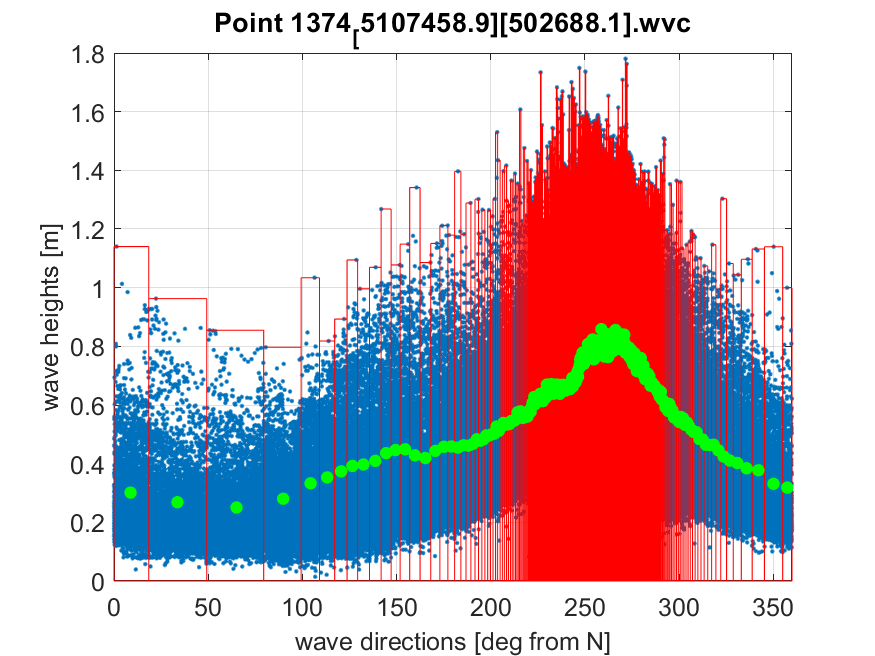 Point 1374[5107458.9][502688.1].wvc
1.8
1.6
1.4
1.2
1
0.8
0.6
0.4
0.2
0
wave heights [m]
0 50 100 150 200 250 300 350
wave directions [deg from N]